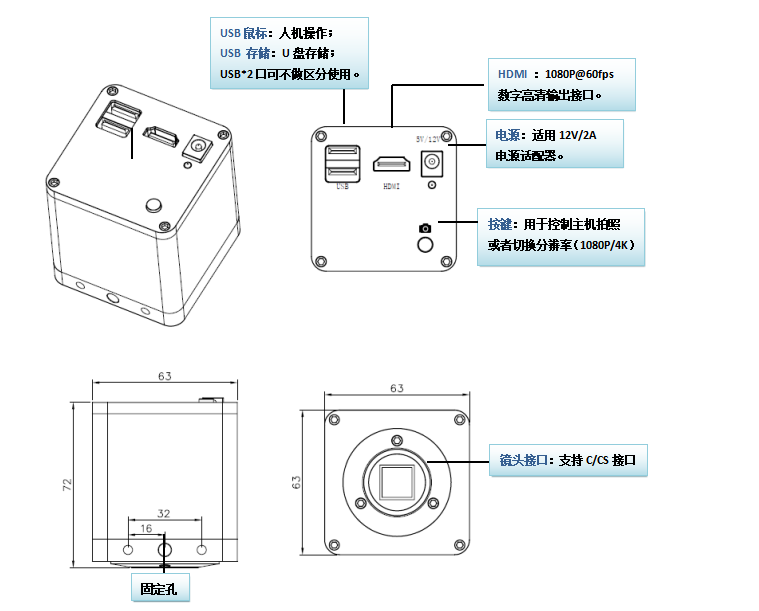 USB 鼠标：人机操作；
USB 存储：U 盘存储；
USB*2 口可不做区分使用。
HDMI ：1080P@60fps
数字高清输出接口。
电源：适用 12V/2A
电源适配器。
5V/12V
USB
HDMI
按键：用于控制主机拍照
或者切换分辨率（1080P/4K）
63
72
32
16
固定孔
63
63
镜头接口：支持 C/CS 接口